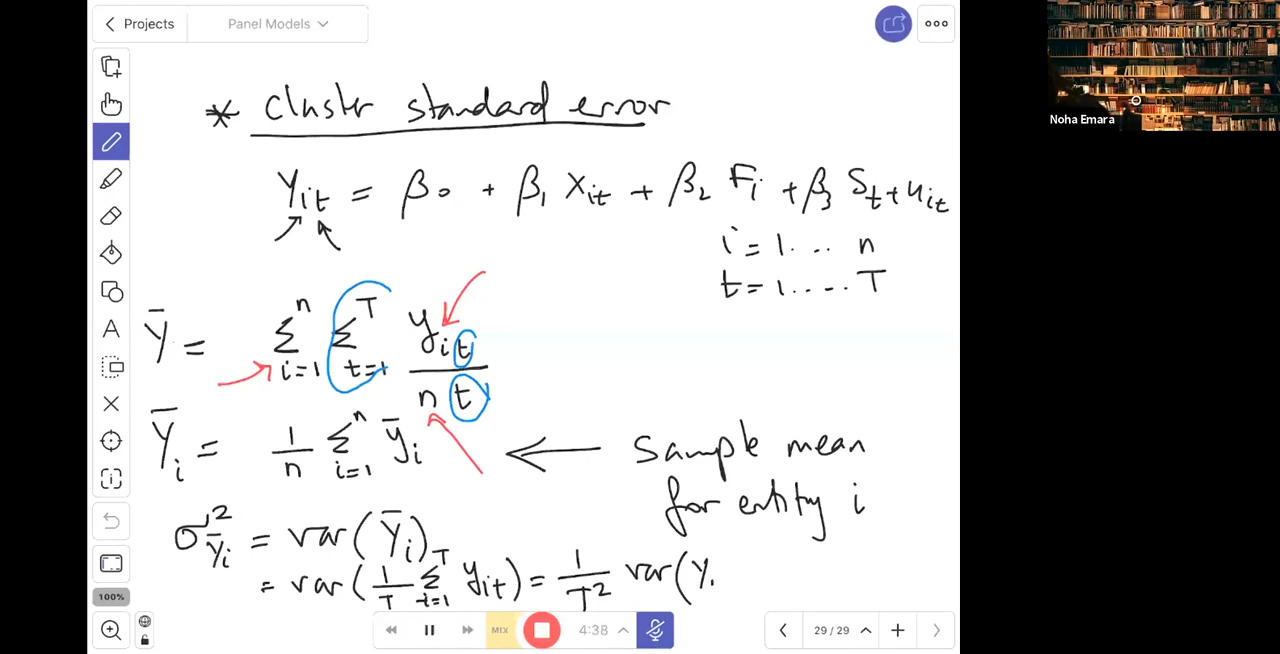 Projects
Panel Models
Noha Emara
* Cluster standard error
Yit = β0 + β1 Xit + β2 Fi + β3 St + uit
i = 1 .... n
t = 1 ..... T
Ȳ = Σ_{i=1}^{n} Σ_{t=1}^{T} yit / nt
Ȳi = 1/n Σ_{i=1}^{n} ȳi ← Sample mean
for entity i
σ²_Ȳi = var(Ȳi)
= var(1/T Σ_{t=1}^{T} yit) = 1/T² var(y.
100%
MIX
4:38
29 / 29